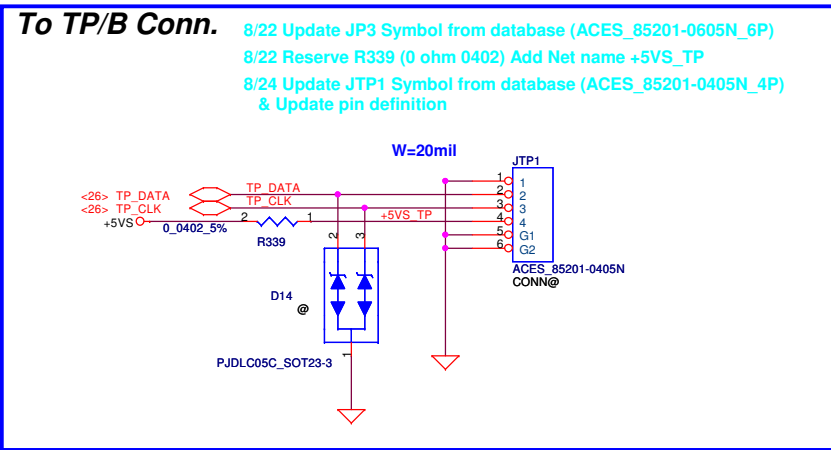 To TP/B Conn.
8/22 Update JP3 Symbol from database (ACES_85201-0605N_6P)
8/22 Reserve R339 (0 ohm 0402) Add Net name +5VS_TP
8/24 Update JTP1 Symbol from database (ACES_85201-0405N_4P)
& Update pin definition
W=20mil
JTP1
1 1
<26> TP_DATA TP_DATA 2 2
<26> TP_CLK TP_CLK 3 3
+5VS 2 1 +5VS_TP 4 4
0_0402_5% 5 G1
R339 2 3 6 G2
ACES_85201-0405N
CONN@
D14
@
1
PJDLC05C_SOT23-3